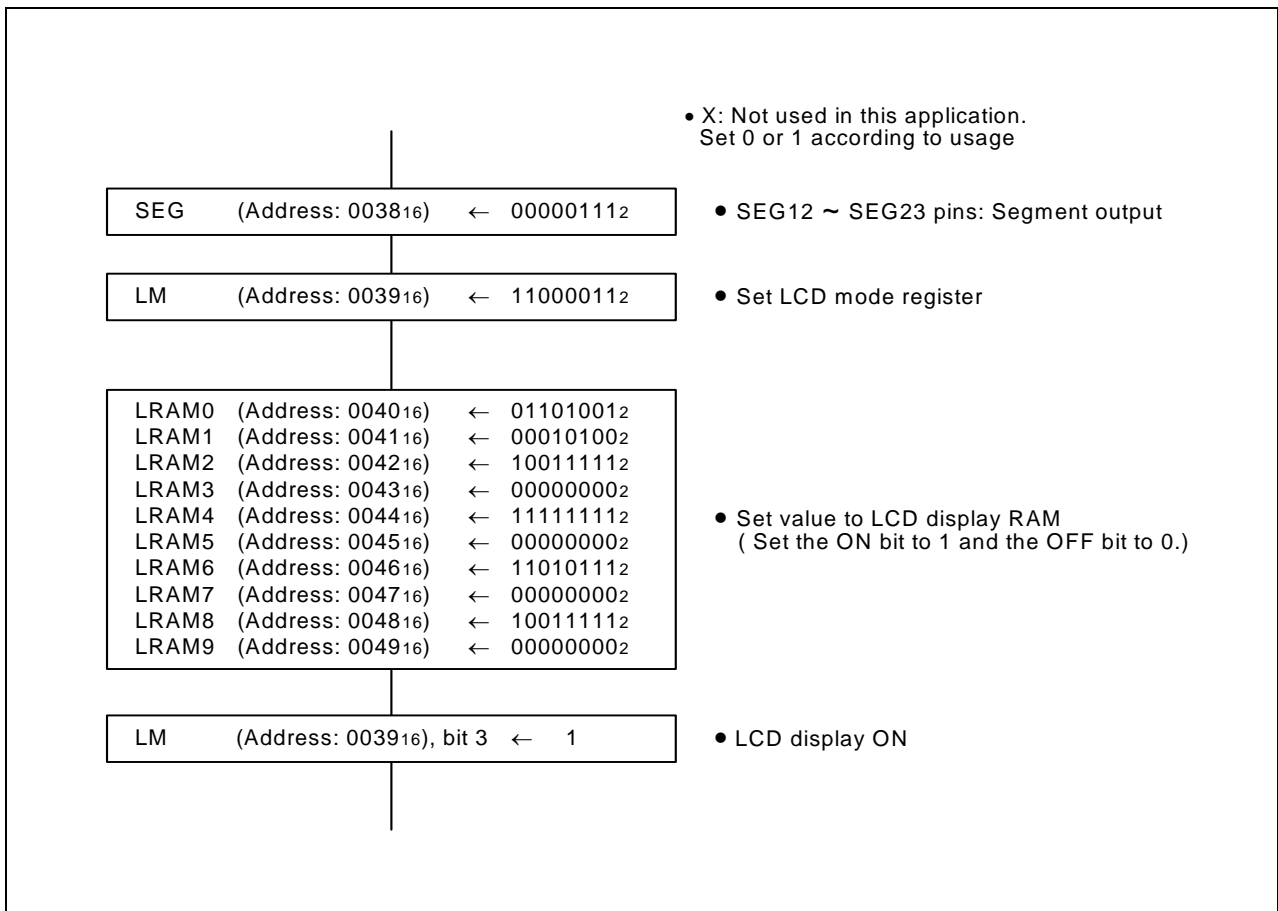 • X: Not used in this application.
Set 0 or 1 according to usage
SEG (Address: 003816) ← 000001112 • SEG12 ~ SEG23 pins: Segment output
LM (Address: 003916) ← 110000112 • Set LCD mode register
LRAM0 (Address: 004016) ← 011010012
LRAM1 (Address: 004116) ← 000101002
LRAM2 (Address: 004216) ← 100111112
LRAM3 (Address: 004316) ← 000000002
LRAM4 (Address: 004416) ← 111111112
LRAM5 (Address: 004516) ← 000000002
LRAM6 (Address: 004616) ← 110101112
LRAM7 (Address: 004716) ← 000000002
LRAM8 (Address: 004816) ← 100111112
LRAM9 (Address: 004916) ← 000000002
• Set value to LCD display RAM
( Set the ON bit to 1 and the OFF bit to 0.)
LM (Address: 003916), bit 3 ← 1 • LCD display ON